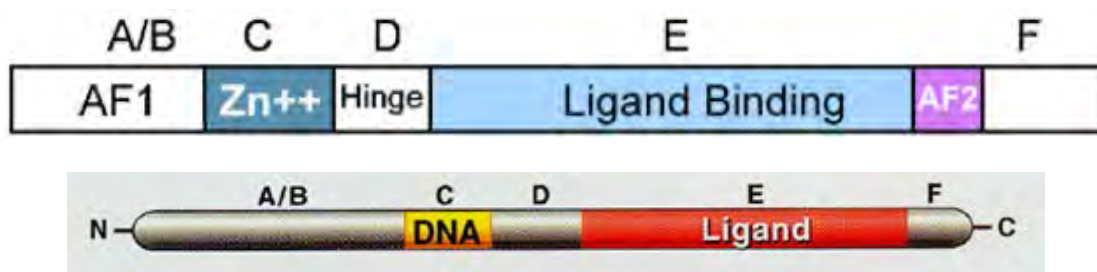 A/B C D E F
AF1 Zn++ Hinge Ligand Binding AF2
A/B C D E F
N DNA Ligand C